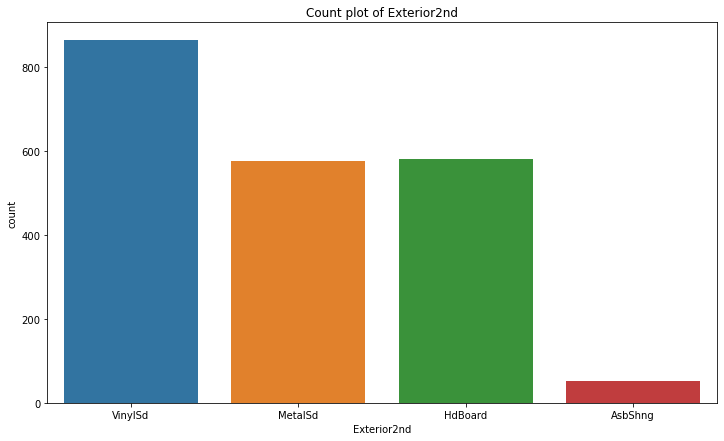 Count plot of Exterior2nd
count
800
600
400
200
0
VinylSd MetalSd HdBoard AsbShng
Exterior2nd